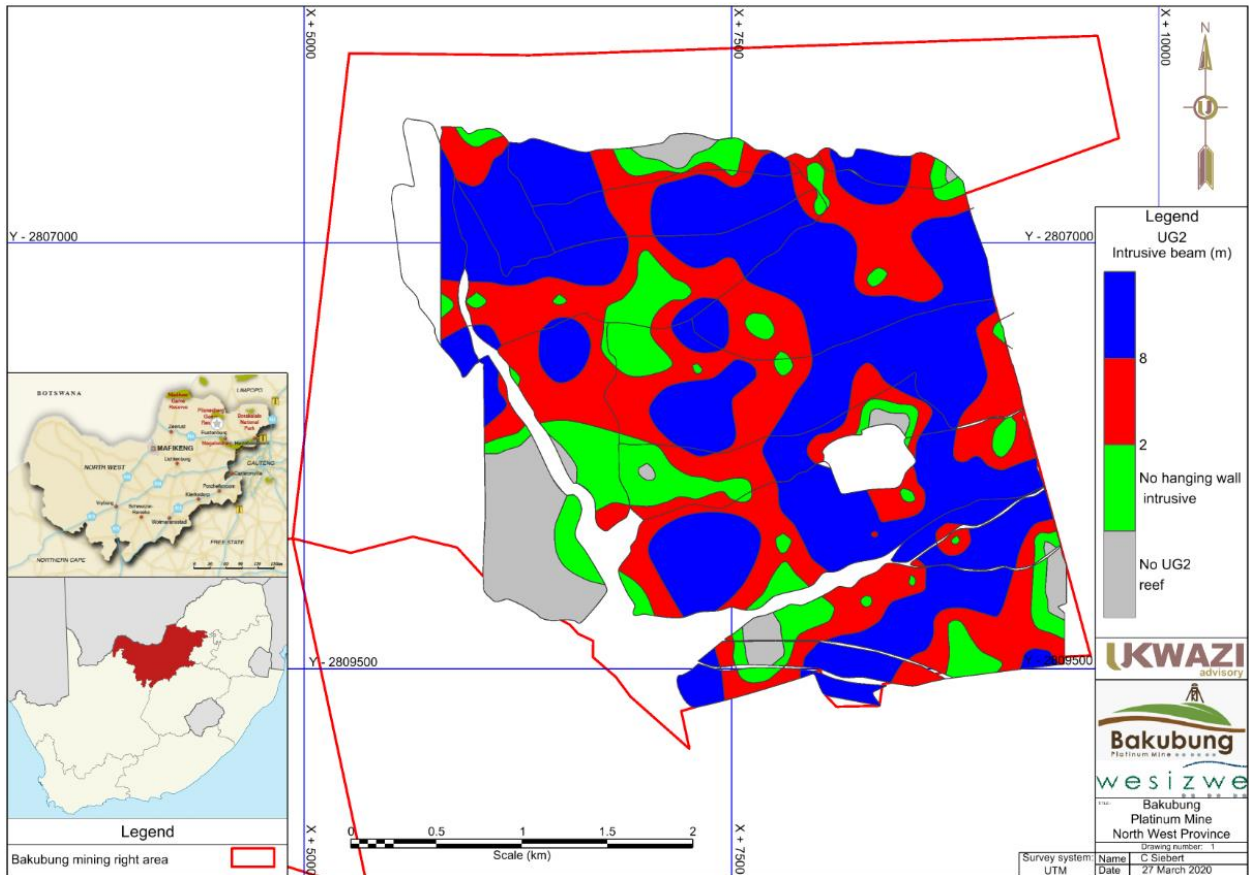 X + 5000
X + 7500
X + 10000
N
U
Y - 2807000
Y - 2807000
Legend
UG2
Intrusive beam (m)
8
2
No hanging wall
intrusive
No UG2
reef
BOTSWANA
LIMPOPO
MAFIKENG
NORTH WEST
GAUTENG
FREE STATE
NORTHERN CAPE
Y - 2809500
Y - 2809500
UKWAZI
advisory
Bakubung
Platinum Mine
wesizwe
Bakubung
Platinum Mine
North West Province
Drawing number: 1
Survey system:
UTM
Name C Siebert
Date 27 March 2020
Legend
Bakubung mining right area
X + 5000
X + 7500
0 0.5 1 1.5 2
Scale (km)